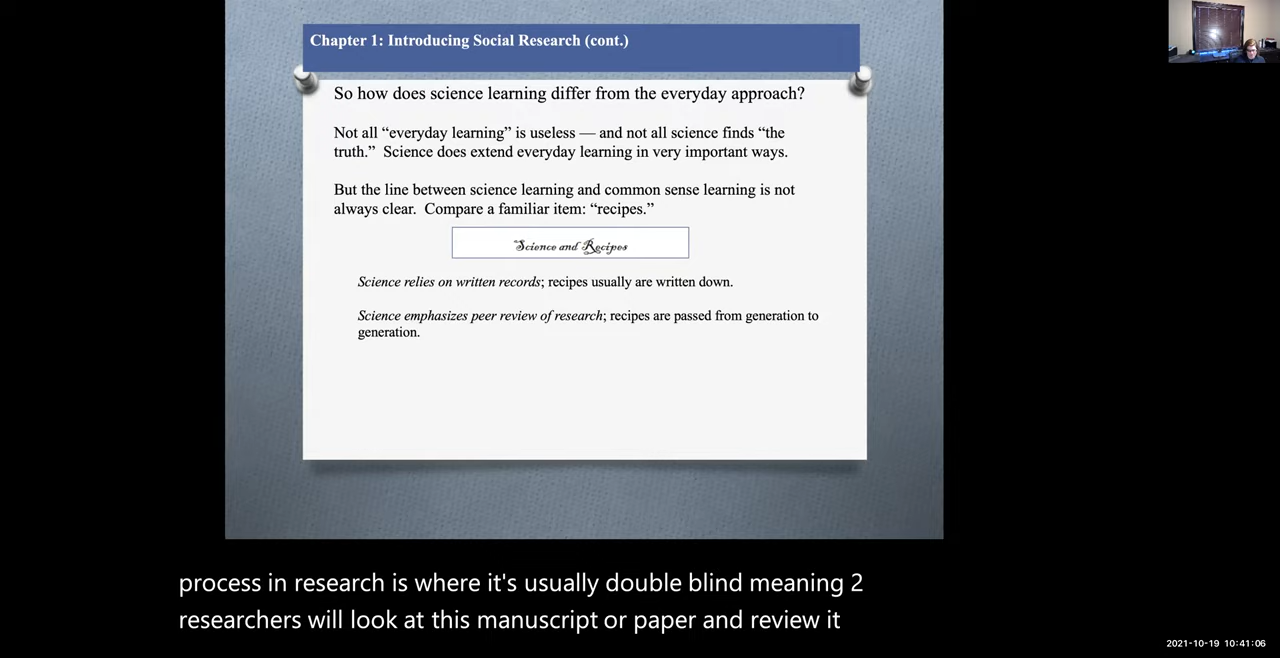 Chapter 1: Introducing Social Research (cont.)
So how does science learning differ from the everyday approach?
Not all “everyday learning” is useless — and not all science finds “the
truth.” Science does extend everyday learning in very important ways.
But the line between science learning and common sense learning is not
always clear. Compare a familiar item: “recipes.”
Science and Recipes
Science relies on written records; recipes usually are written down.
Science emphasizes peer review of research; recipes are passed from generation to
generation.
process in research is where it's usually double blind meaning 2
researchers will look at this manuscript or paper and review it
2021-10-19 10:41:06